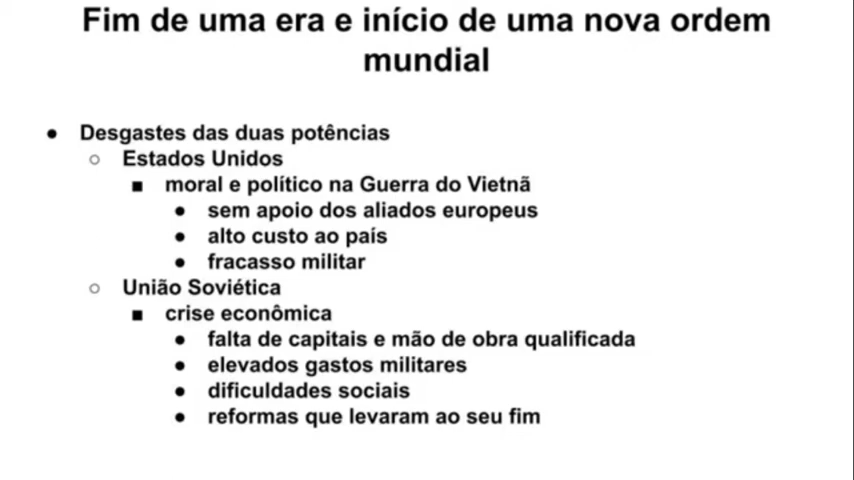 Fim de uma era e início de uma nova ordem
mundial
● Desgastes das duas potências
○ Estados Unidos
■ moral e político na Guerra do Vietnã
● sem apoio dos aliados europeus
● alto custo ao país
● fracasso militar
○ União Soviética
■ crise econômica
● falta de capitais e mão de obra qualificada
● elevados gastos militares
● dificuldades sociais
● reformas que levaram ao seu fim